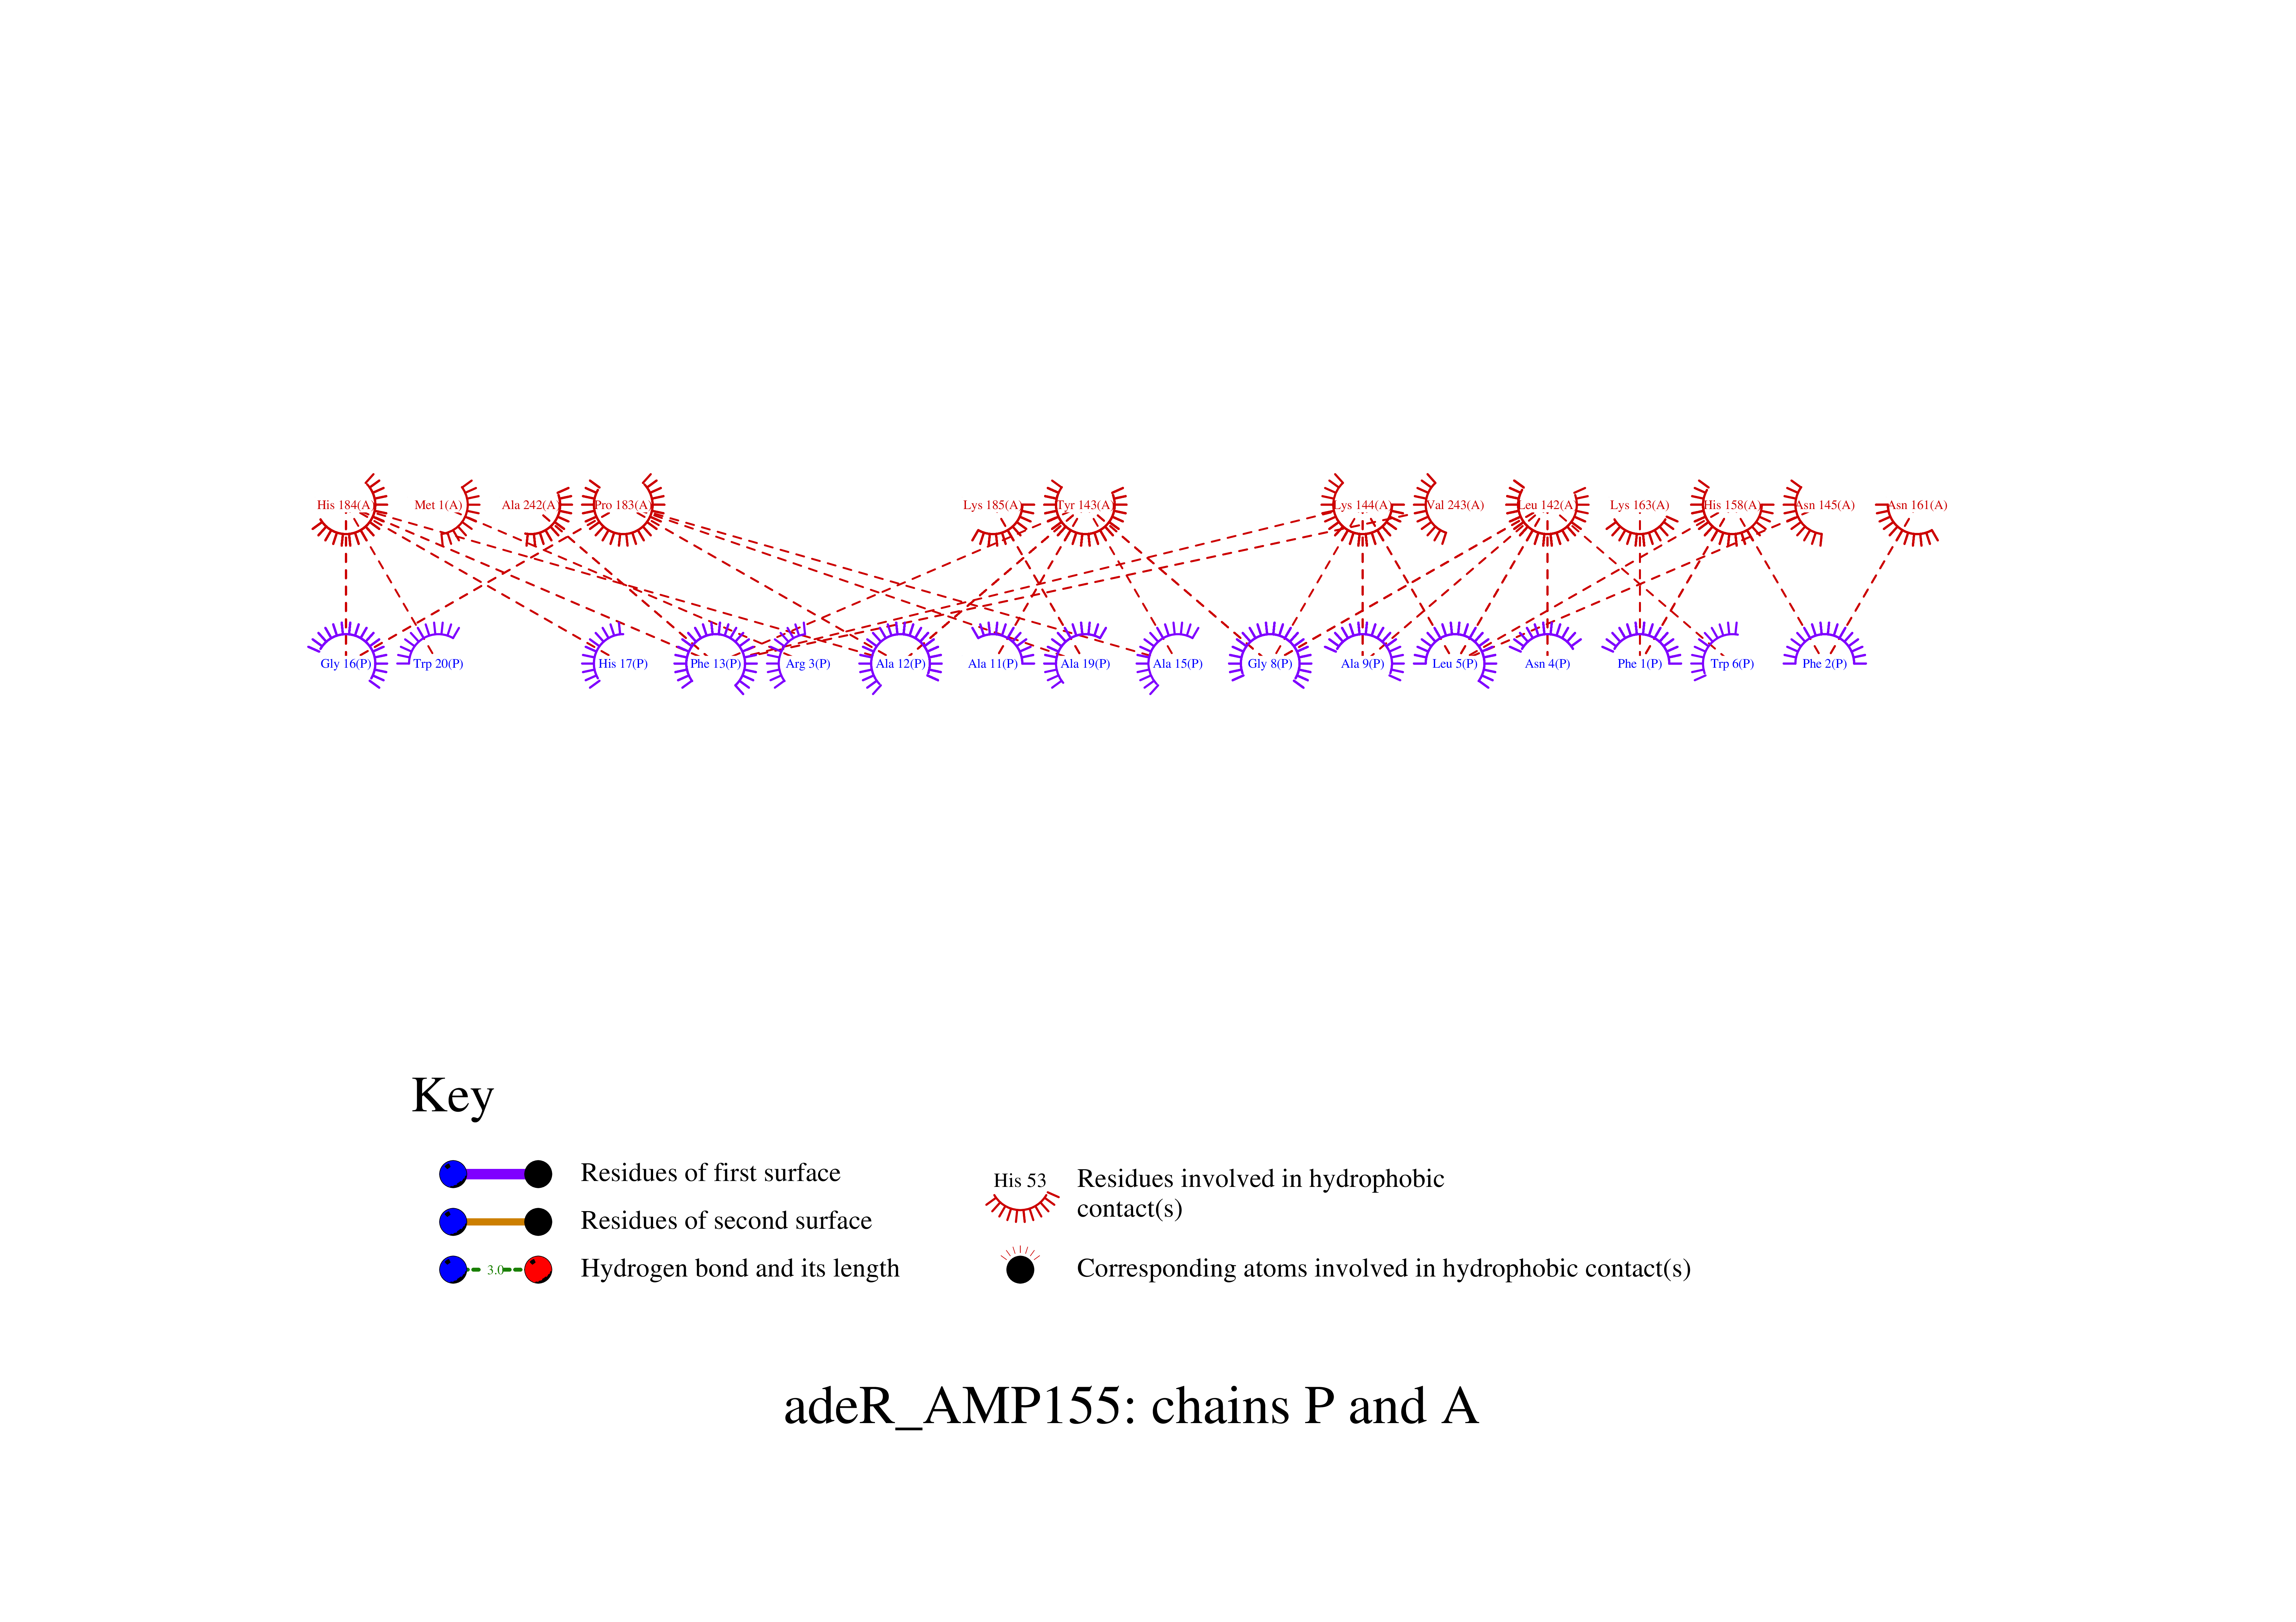 His 184(A) Met 1(A) Ala 242(A) Pro 183(A) Lys 185(A) Tyr 143(A) Lys 144(A) Val 243(A) Leu 142(A) Lys 163(A) His 158(A) Asn 145(A) Asn 161(A)
Gly 16(P) Trp 20(P) His 17(P) Phe 13(P) Arg 3(P) Ala 12(P) Ala 11(P) Ala 19(P) Ala 15(P) Gly 8(P) Ala 9(P) Leu 5(P) Asn 4(P) Phe 1(P) Trp 6(P) Phe 2(P)
Key
Residues of first surface
Residues of second surface
3.0 Hydrogen bond and its length
His 53 Residues involved in hydrophobic
contact(s)
Corresponding atoms involved in hydrophobic contact(s)
adeR_AMP155: chains P and A